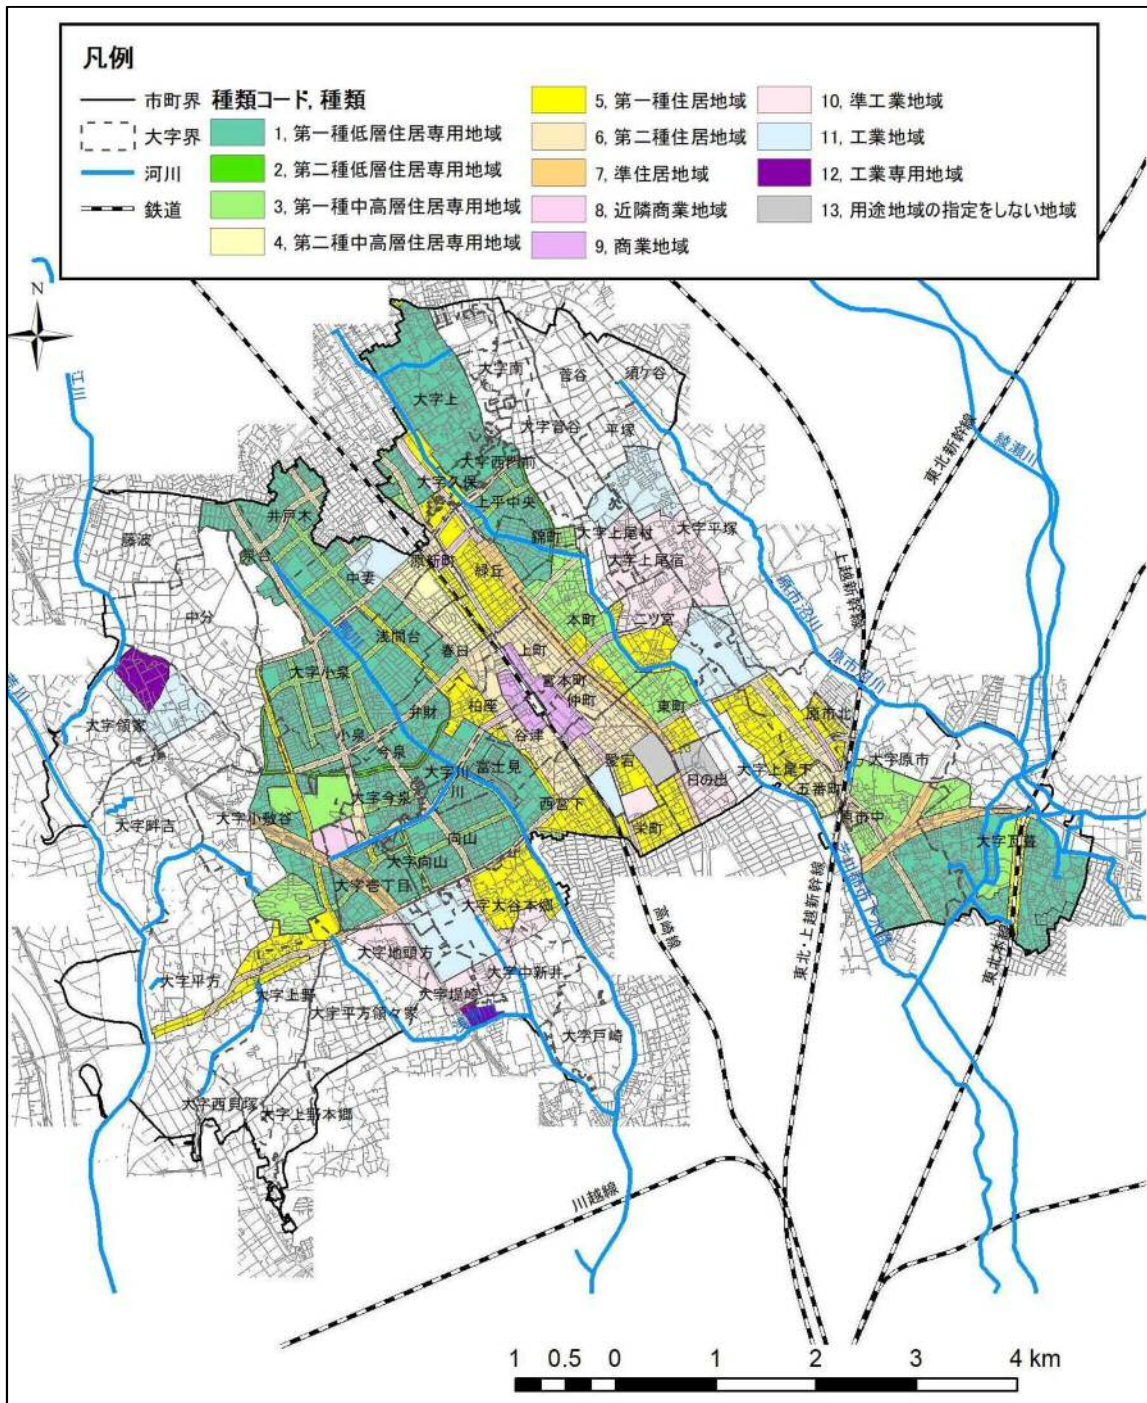 凡例
市町界
大字界
河川
鉄道
種類コード, 種類
1, 第一種低層住居専用地域
2, 第二種低層住居専用地域
3, 第一種中高層住居専用地域
4, 第二種中高層住居専用地域
5, 第一種住居地域
6, 第二種住居地域
7, 準住居地域
8, 近隣商業地域
9, 商業地域
10, 準工業地域
11, 工業地域
12, 工業専用地域
13, 用途地域の指定をしない地域
N
江川
大字南
菅谷
須ケ谷
大字上
大字菅谷
平塚
東北新幹線
綾瀬川
大字西門前
大字久保
上平中央
井戸木
藤波
錦町
大字上尾村
大字平塚
上越新幹線
原新町
大字上尾宿
中妻
緑丘
原市沼川
中分
浅間台
本町
二ツ宮
春日
上町
大字小泉
宮本町
仲町
東町
柏座
弁財
原市北
大字領家
谷津
小泉
今泉
富士見
愛宕
大字上尾下
大字原市
大字川
日の出
五番町
大字今泉
西宮下
大字畔吉
大字小敷谷
栄町
原市中
大字瓦葺
向山
大字向山
大字壱丁目
大字大谷本郷
高崎線
東北・上越新幹線
東北本線
大字地頭方
大字中新井
大字平方
大字上野
大字堤崎
大字平方領々家
大字戸崎
大字西貝塚
大字上野本郷
川越線
1 0.5 0 1 2 3 4 km